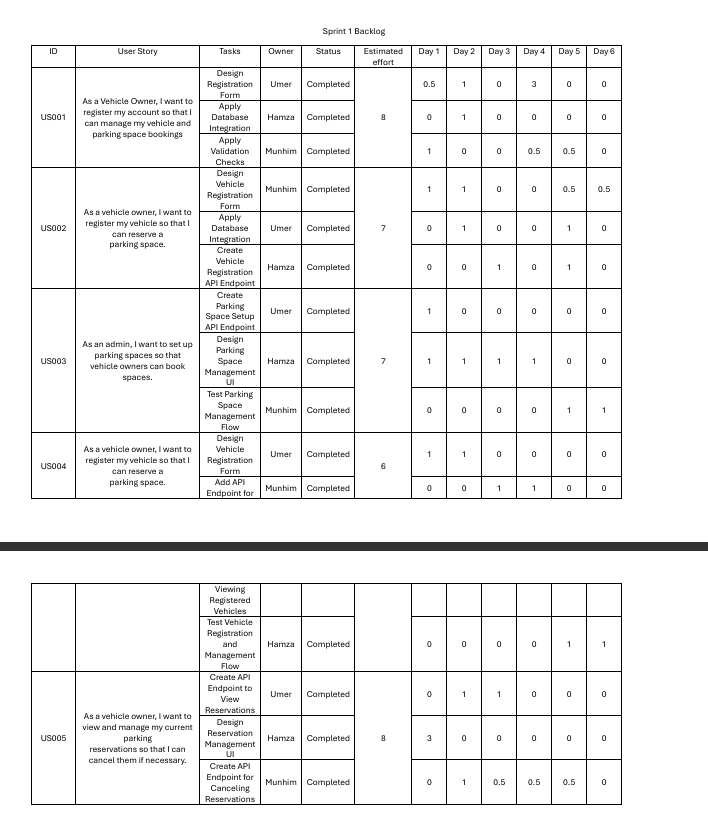 Sprint 1 Backlog
ID User Story Tasks Owner Status Estimated effort Day 1 Day 2 Day 3 Day 4 Day 5 Day 6
US001
As a Vehicle Owner, I want to
register my account so that I
can manage my vehicle and
parking space bookings
Design
Registration
Form
Umer Completed 8 0.5 1 0 3 0 0
Apply
Database
Integration
Hamza Completed 0 1 0 0 0 0
Apply
Validation
Checks
Munhim Completed 1 0 0 0.5 0.5 0
US002
As a vehicle owner, I want to
register my vehicle so that I
can reserve a
parking space.
Design
Vehicle
Registration
Form
Munhim Completed 7 1 1 0 0 0.5 0.5
Apply
Database
Integration
Umer Completed 0 1 0 0 1 0
Create
Vehicle
Registration
API Endpoint
Hamza Completed 0 0 1 0 1 0
US003
As an admin, I want to set up
parking spaces so that
vehicle owners can book
spaces.
Create
Parking
Space Setup
API Endpoint
Umer Completed 7 1 0 0 0 0 0
Design
Parking
Space
Management
UI
Hamza Completed 1 1 1 1 0 0
Test Parking
Space
Management
Flow
Munhim Completed 0 0 0 0 1 1
US004
As a vehicle owner, I want to
register my vehicle so that I
can reserve a
parking space.
Design
Vehicle
Registration
Form
Umer Completed 6 1 1 0 0 0 0
Add API
Endpoint for
Munhim Completed 0 0 1 1 0 0
Viewing
Registered
Vehicles
Test Vehicle
Registration
and
Management
Flow
Hamza Completed 0 0 0 0 1 1
US005
As a vehicle owner, I want to
view and manage my current
parking
reservations so that I can
cancel them if necessary.
Create API
Endpoint to
View
Reservations
Umer Completed 8 0 1 1 0 0 0
Design
Reservation
Management
UI
Hamza Completed 3 0 0 0 0 0
Create API
Endpoint for
Canceling
Reservations
Munhim Completed 0 1 0.5 0.5 0.5 0